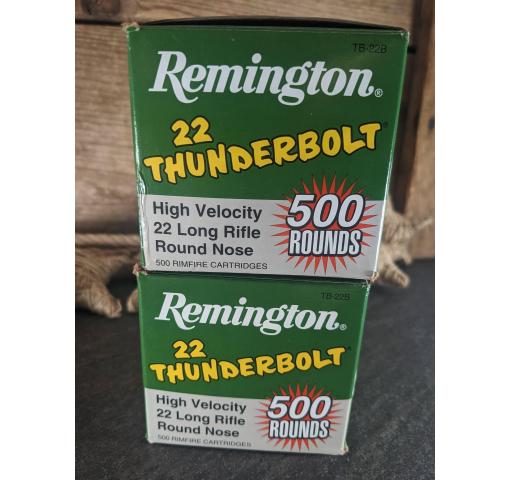 TB-22B
Remington®
22
THUNDERBOLT®
High Velocity
22 Long Rifle
Round Nose
500 RIMFIRE CARTRIDGES
500
ROUNDS
TB-22B
Remington®
22
THUNDERBOLT®
High Velocity
22 Long Rifle
Round Nose
500 RIMFIRE CARTRIDGES
500
ROUNDS